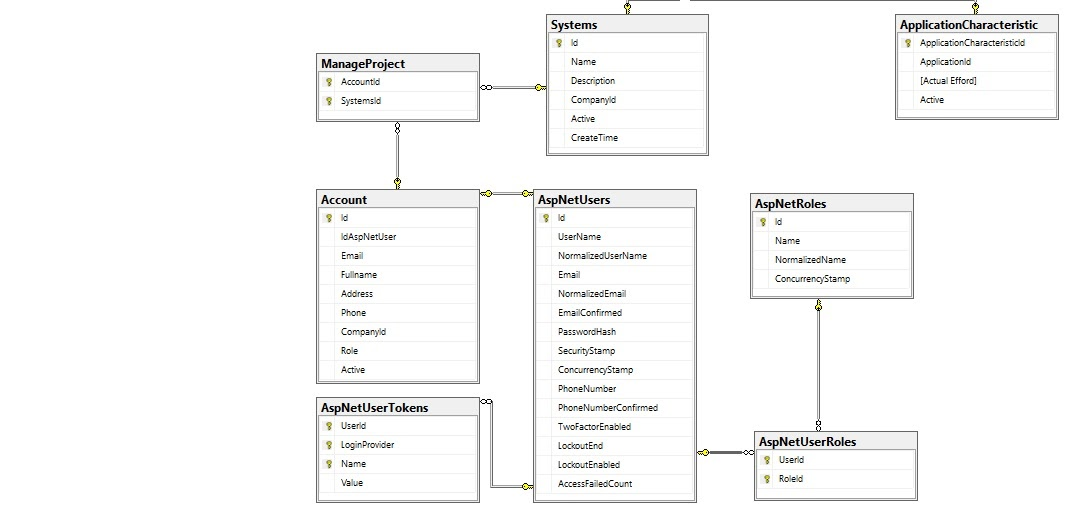 Systems
Id
Name
Description
CompanyId
Active
CreateTime
ApplicationCharacteristic
ApplicationCharacteristicId
ApplicationId
[Actual Efford]
Active
ManageProject
AccountId
SystemsId
Account
Id
IdAspNetUser
Email
Fullname
Address
Phone
CompanyId
Role
Active
AspNetUsers
Id
UserName
NormalizedUserName
Email
NormalizedEmail
EmailConfirmed
PasswordHash
SecurityStamp
ConcurrencyStamp
PhoneNumber
PhoneNumberConfirmed
TwoFactorEnabled
LockoutEnd
LockoutEnabled
AccessFailedCount
AspNetRoles
Id
Name
NormalizedName
ConcurrencyStamp
AspNetUserTokens
UserId
LoginProvider
Name
Value
AspNetUserRoles
UserId
RoleId